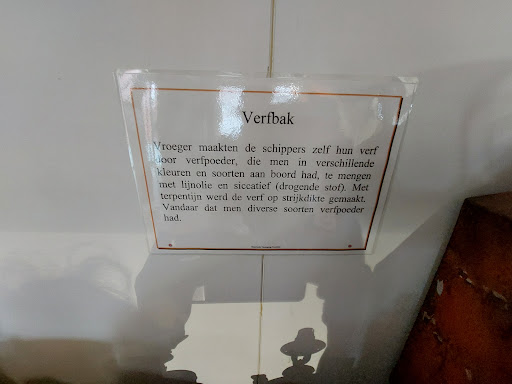 Verfbak
Vroeger maakten de schippers zelf hun verf
door verfpoeder, die men in verschillende
kleuren en soorten aan boord had, te mengen
met lijnolie en siccatief (drogende stof). Met
terpentijn werd de verf op strijkdikte gemaakt.
Vandaar dat men diverse soorten verfpoeder
had.